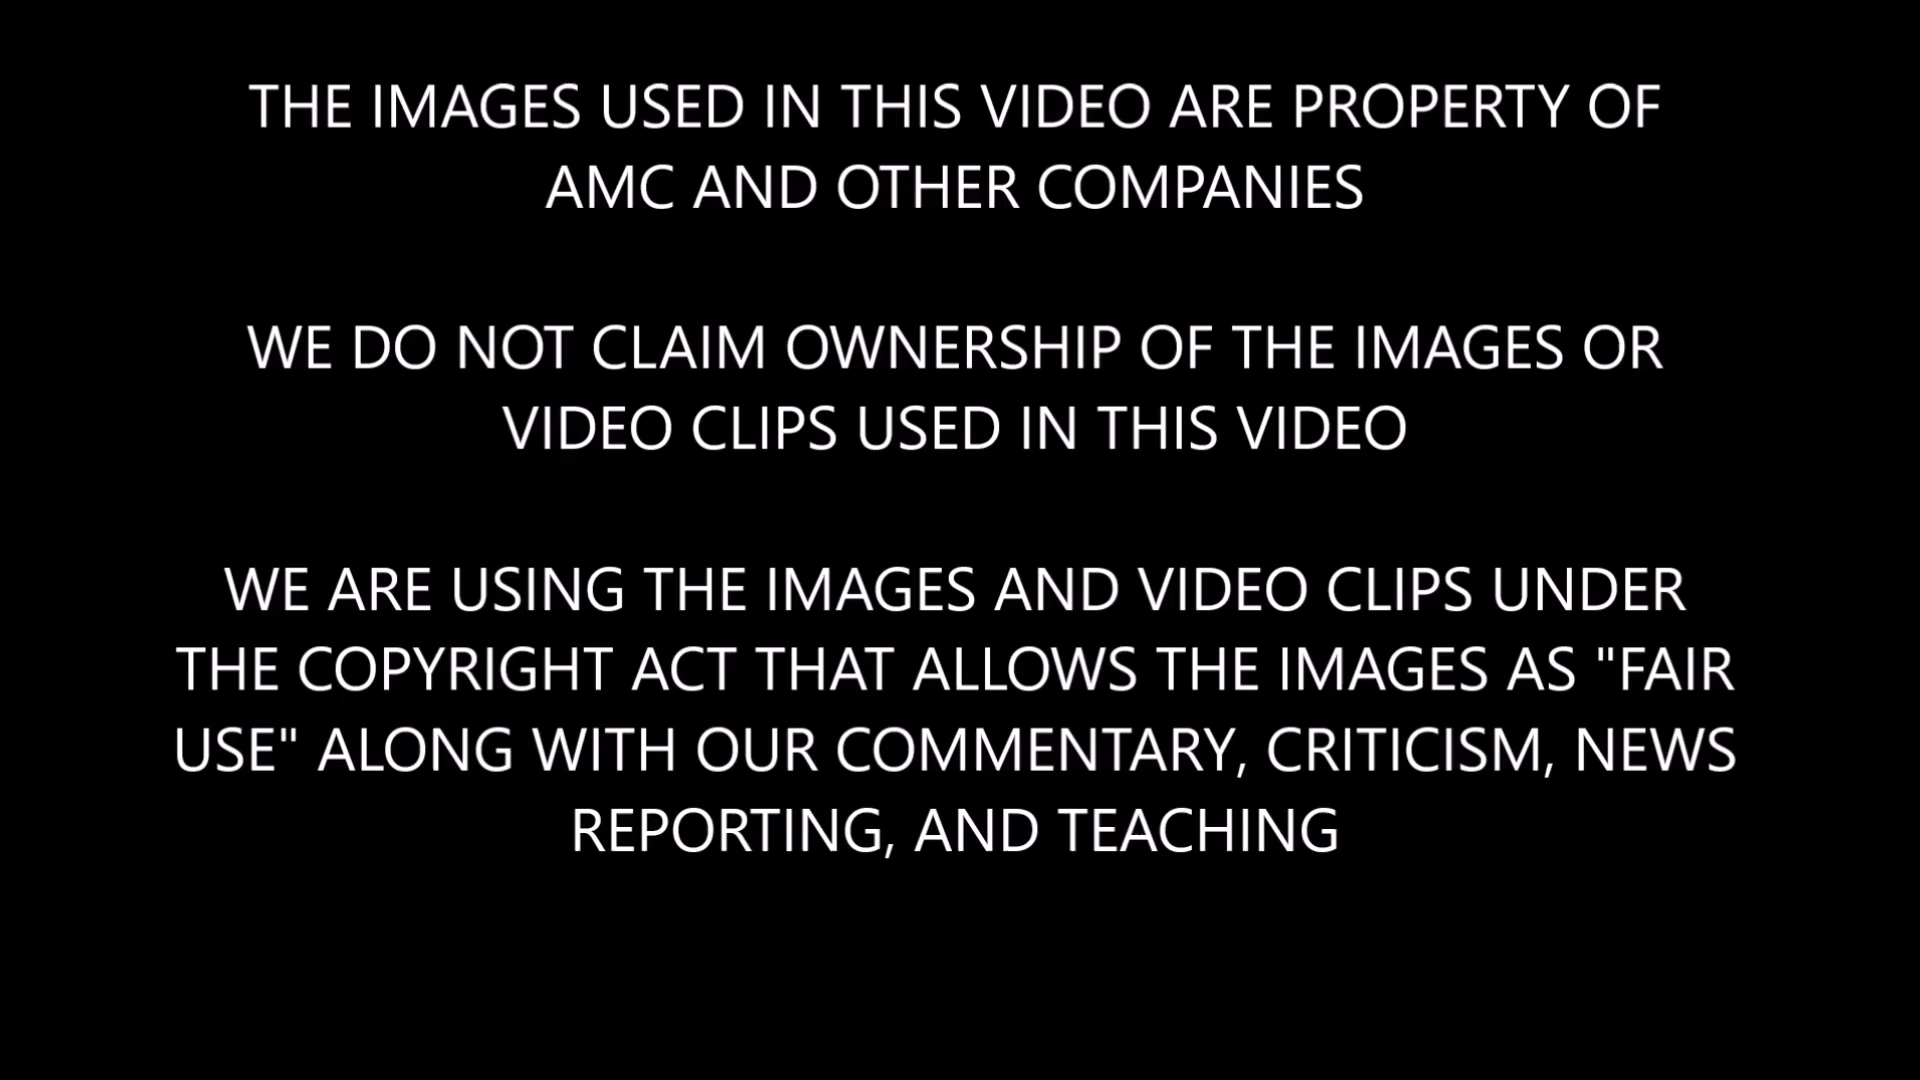 THE IMAGES USED IN THIS VIDEO ARE PROPERTY OF
AMC AND OTHER COMPANIES
WE DO NOT CLAIM OWNERSHIP OF THE IMAGES OR
VIDEO CLIPS USED IN THIS VIDEO
WE ARE USING THE IMAGES AND VIDEO CLIPS UNDER
THE COPYRIGHT ACT THAT ALLOWS THE IMAGES AS "FAIR
USE" ALONG WITH OUR COMMENTARY, CRITICISM, NEWS
REPORTING, AND TEACHING